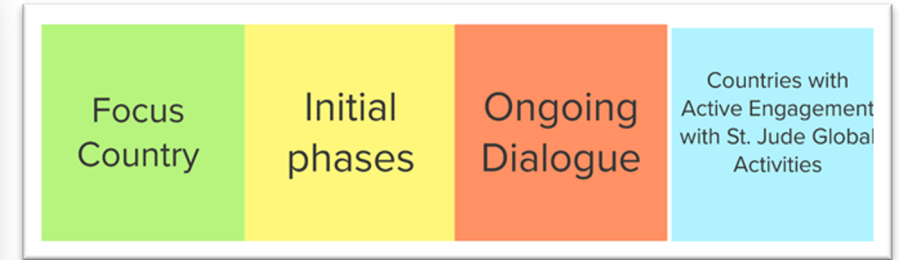 Focus
Country
Initial
phases
Ongoing
Dialogue
Countries with
Active Engagement
with St. Jude Global
Activities